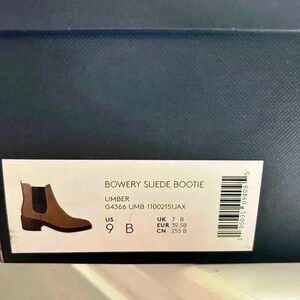 BOWERY SUEDE BOOTIE
UMBER
G4366 UMB 11002151JAX
US
9 B
UK 7 B
EUR 39.5B
CN 255 B